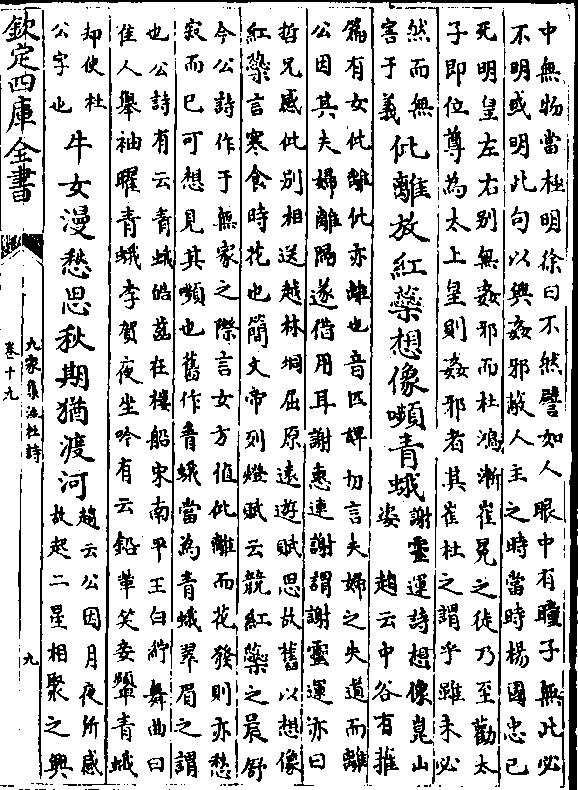 中無物當極明徐曰不然譬如人眼中有瞳子無此必
不明或明此句以興姦邪蔽人主之時當時楊國忠已
死明皇左右别無姦邪而杜鴻漸崔冕之徒乃至勸太
子即位尊為太上皇則姦邪者其崔杜之謂乎雖未必
然而無
害于義
仳離放紅蘂想像嚬青蛾
謝靈運詩想像崑山
姿　趙云中谷有蓷
篇有女仳離仳亦離也音匹譯切言夫婦之失道而離
公因其夫婦離隔遂借用耳謝惠連謝謂謝靈運亦曰
哲兄感仳别相送越林坰屈原遠遊賦思故舊以想像
紅蘂言寒食時花也簡文帝列燈賦云競紅蘂之晨舒
今公詩作于無家之際言女方值仳離而花發則亦愁
寂而已可想見其嚬也舊作青蛾當為青蛾翠眉之謂
也公詩有云青蛾皓齒在樓船宋南平王白紵舞曲曰
佳人舉袖曜青蛾李賀夜坐吟有云鉛華笑妾顰青蛾
却使杜
公字也
牛女漫愁思秋期猶渡河
趙云公因月夜所感
故起二星相聚之興
欽定四庫全書
九家集注杜詩
卷十九
九